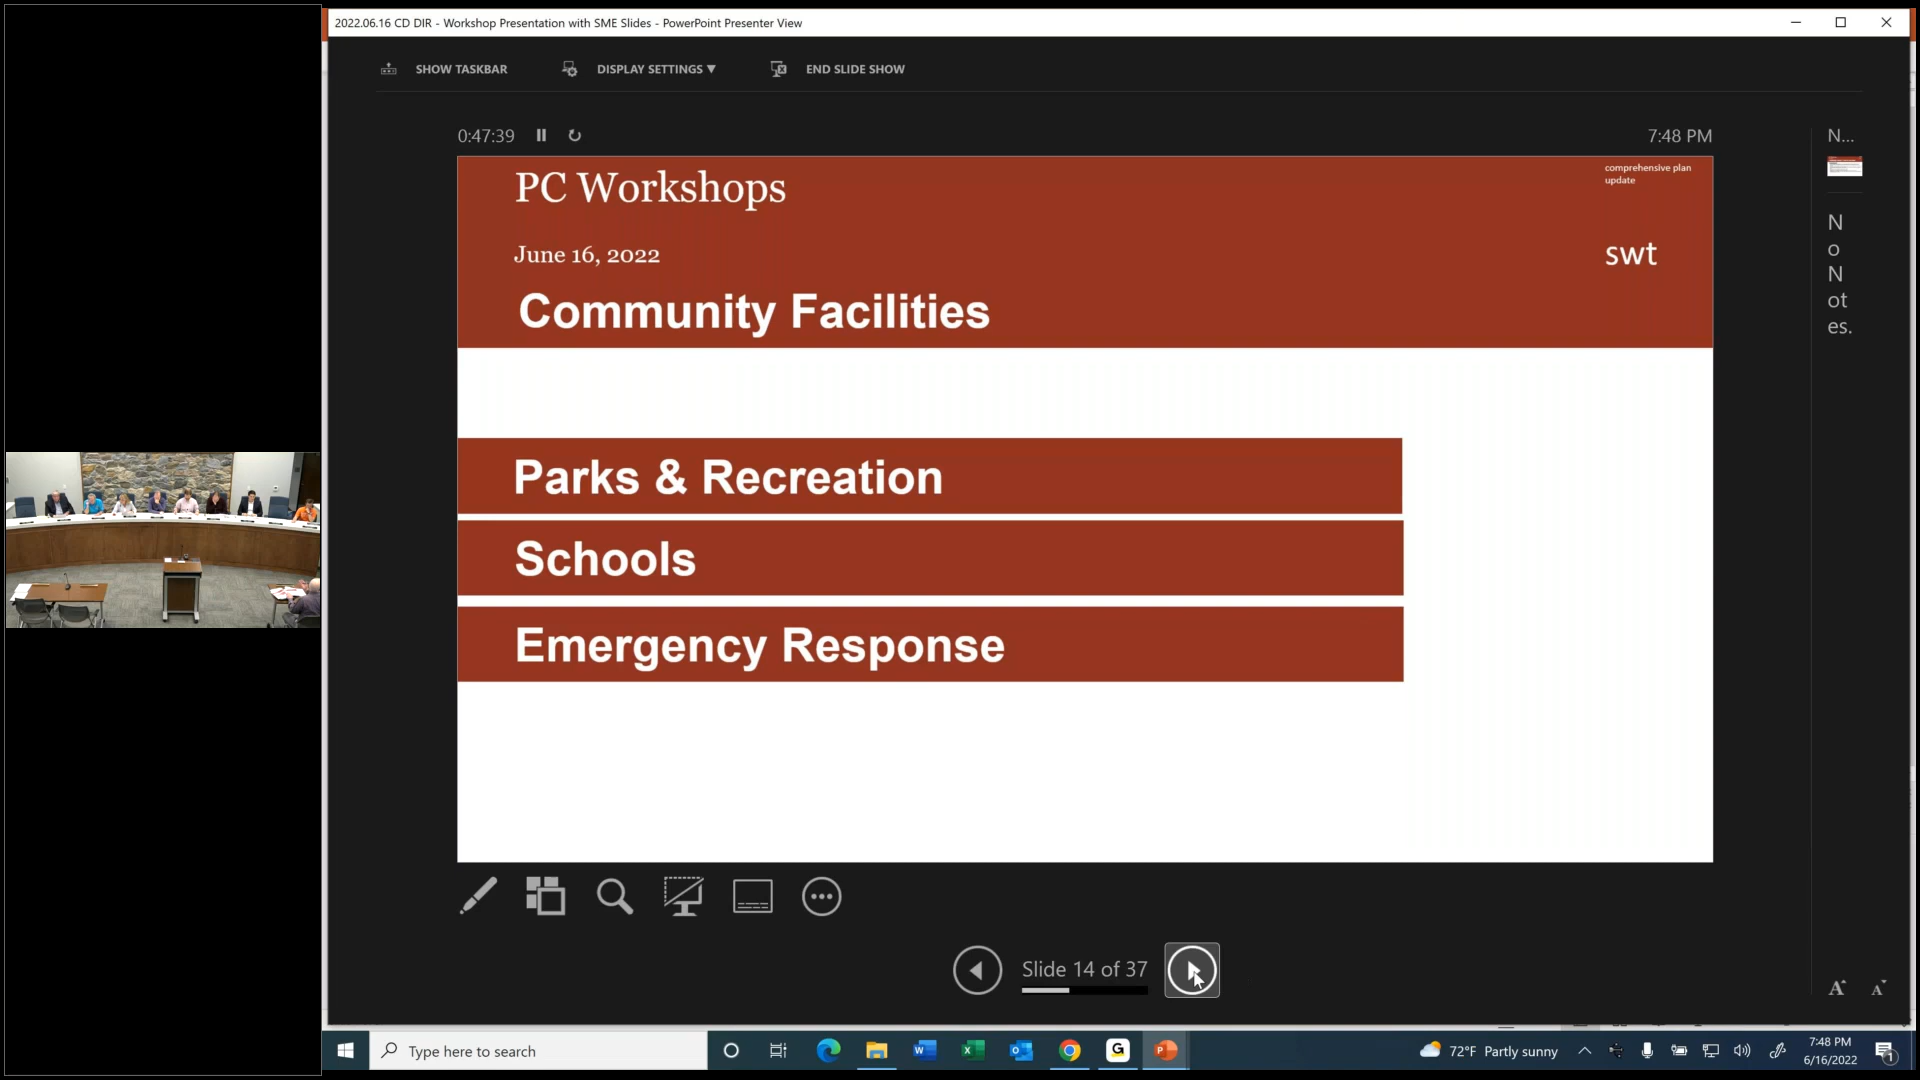 2022.06.16 CD DIR - Workshop Presentation with SME Slides - PowerPoint Presenter View
SHOW TASKBAR
DISPLAY SETTINGS ▼
END SLIDE SHOW
0:47:39
7:48 PM
N...
PC Workshops
comprehensive plan
update
June 16, 2022
swt
Community Facilities
N
o
N
ot
es.
Parks & Recreation
Schools
Emergency Response
Slide 14 of 37
A
A
Type here to search
72°F Partly sunny
7:48 PM
6/16/2022
1